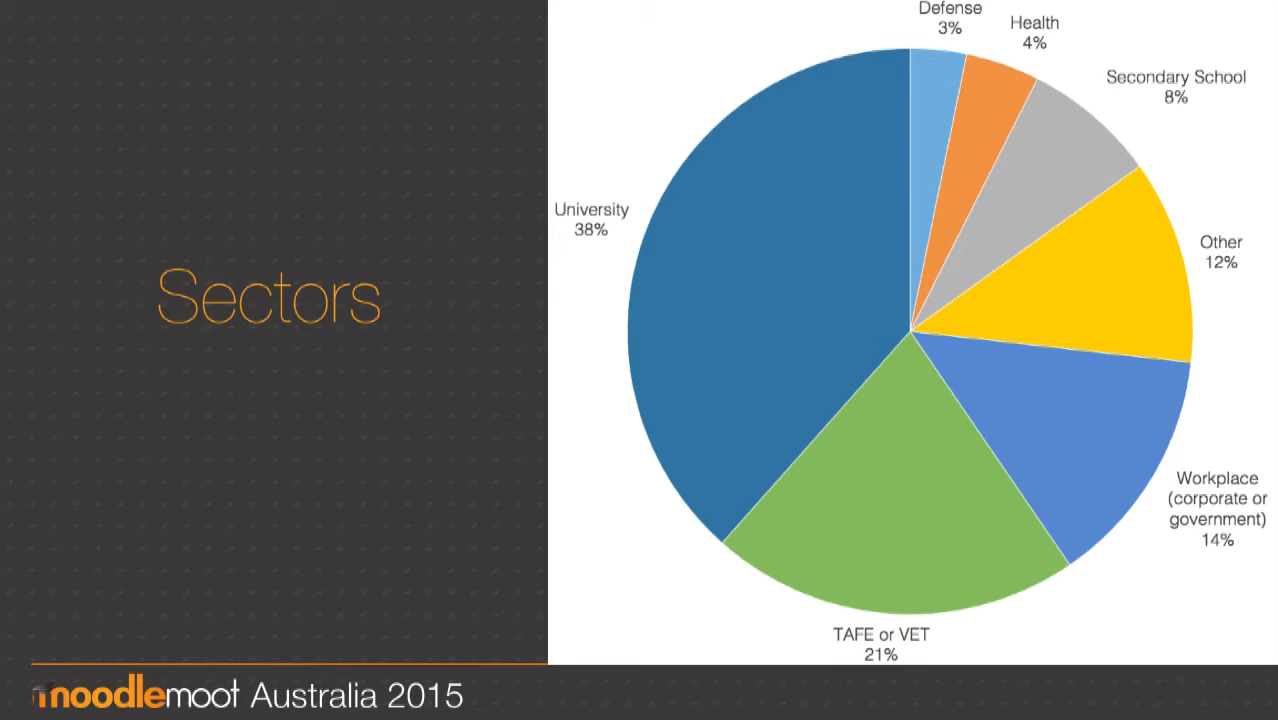 Sectors
Defense
3%
Health
4%
Secondary School
8%
Other
12%
Workplace
(corporate or
government)
14%
TAFE or VET
21%
University
38%
moodlemoot Australia 2015